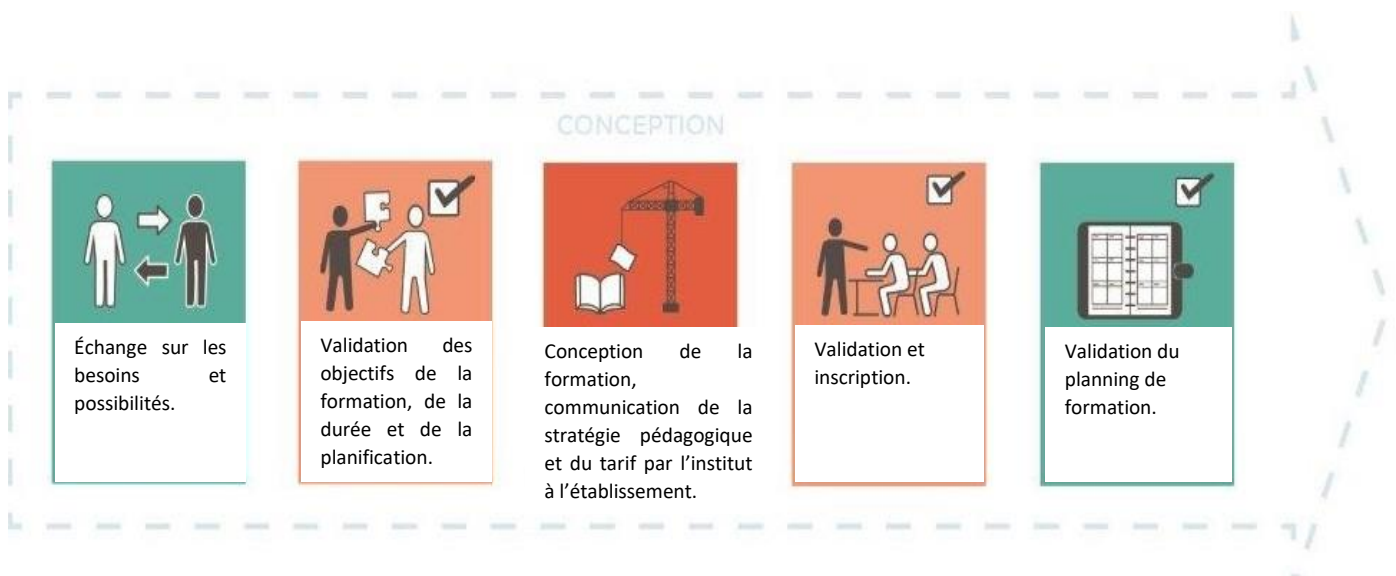 CONCEPTION
Échange sur les
besoins et
possibilités.
Validation des
objectifs de la
formation, de la
durée et de la
planification.
Conception de la
formation,
communication de la
stratégie pédagogique
et du tarif par l’institut
à l’établissement.
Validation et
inscription.
Validation du
planning de
formation.